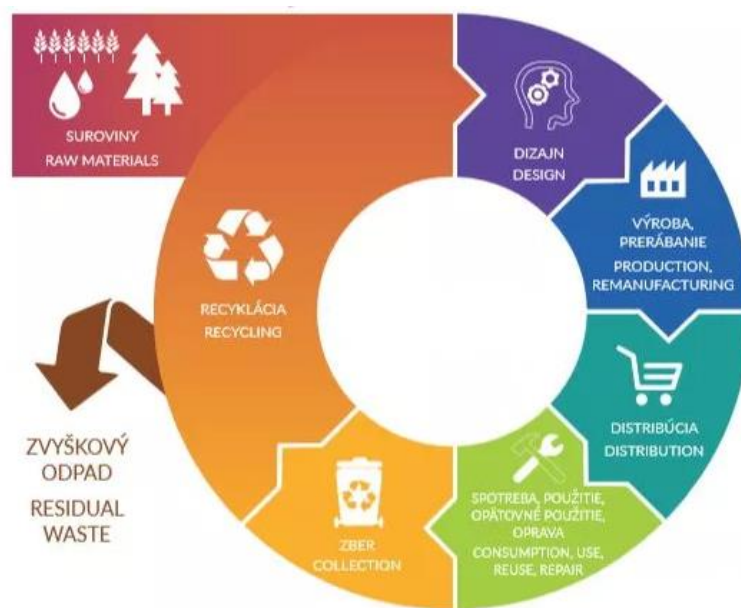 SUROVINY
RAW MATERIALS
DIZAJN
DESIGN
VÝROBA,
PRERÁBANIE
PRODUCTION,
REMANUFACTURING
RECYKLÁCIA
RECYCLING
DISTRIBÚCIA
DISTRIBUTION
ZVYŠKOVÝ
ODPAD
RESIDUAL
WASTE
SPOTREBA, POUŽITIE,
OPÄTOVNÉ POUŽITIE,
OPRAVA
CONSUMPTION, USE,
REUSE, REPAIR
ZBER
COLLECTION